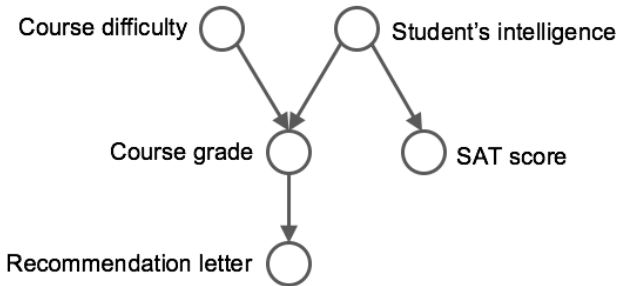 Course difficulty
Student's intelligence
Course grade
SAT score
Recommendation letter